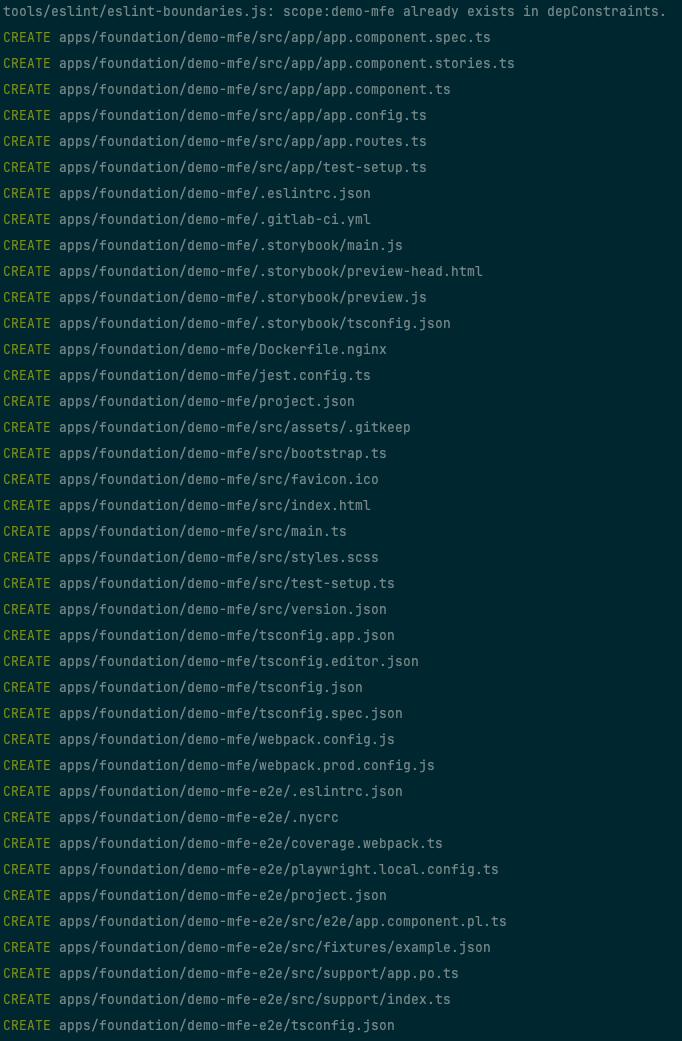 tools/eslint/eslint-boundaries.js: scope:demo-mfe already exists in depConstraints.
CREATE apps/foundation/demo-mfe/src/app/app.component.spec.ts
CREATE apps/foundation/demo-mfe/src/app/app.component.stories.ts
CREATE apps/foundation/demo-mfe/src/app/app.component.ts
CREATE apps/foundation/demo-mfe/src/app/app.config.ts
CREATE apps/foundation/demo-mfe/src/app/app.routes.ts
CREATE apps/foundation/demo-mfe/src/app/test-setup.ts
CREATE apps/foundation/demo-mfe/.eslintrc.json
CREATE apps/foundation/demo-mfe/.gitlab-ci.yml
CREATE apps/foundation/demo-mfe/.storybook/main.js
CREATE apps/foundation/demo-mfe/.storybook/preview-head.html
CREATE apps/foundation/demo-mfe/.storybook/preview.js
CREATE apps/foundation/demo-mfe/.storybook/tsconfig.json
CREATE apps/foundation/demo-mfe/Dockerfile.nginx
CREATE apps/foundation/demo-mfe/jest.config.ts
CREATE apps/foundation/demo-mfe/project.json
CREATE apps/foundation/demo-mfe/src/assets/.gitkeep
CREATE apps/foundation/demo-mfe/src/bootstrap.ts
CREATE apps/foundation/demo-mfe/src/favicon.ico
CREATE apps/foundation/demo-mfe/src/index.html
CREATE apps/foundation/demo-mfe/src/main.ts
CREATE apps/foundation/demo-mfe/src/styles.scss
CREATE apps/foundation/demo-mfe/src/test-setup.ts
CREATE apps/foundation/demo-mfe/src/version.json
CREATE apps/foundation/demo-mfe/tsconfig.app.json
CREATE apps/foundation/demo-mfe/tsconfig.editor.json
CREATE apps/foundation/demo-mfe/tsconfig.json
CREATE apps/foundation/demo-mfe/tsconfig.spec.json
CREATE apps/foundation/demo-mfe/webpack.config.js
CREATE apps/foundation/demo-mfe/webpack.prod.config.js
CREATE apps/foundation/demo-mfe-e2e/.eslintrc.json
CREATE apps/foundation/demo-mfe-e2e/.nycrc
CREATE apps/foundation/demo-mfe-e2e/coverage.webpack.ts
CREATE apps/foundation/demo-mfe-e2e/playwright.local.config.ts
CREATE apps/foundation/demo-mfe-e2e/project.json
CREATE apps/foundation/demo-mfe-e2e/src/e2e/app.component.pl.ts
CREATE apps/foundation/demo-mfe-e2e/src/fixtures/example.json
CREATE apps/foundation/demo-mfe-e2e/src/support/app.po.ts
CREATE apps/foundation/demo-mfe-e2e/src/support/index.ts
CREATE apps/foundation/demo-mfe-e2e/tsconfig.json